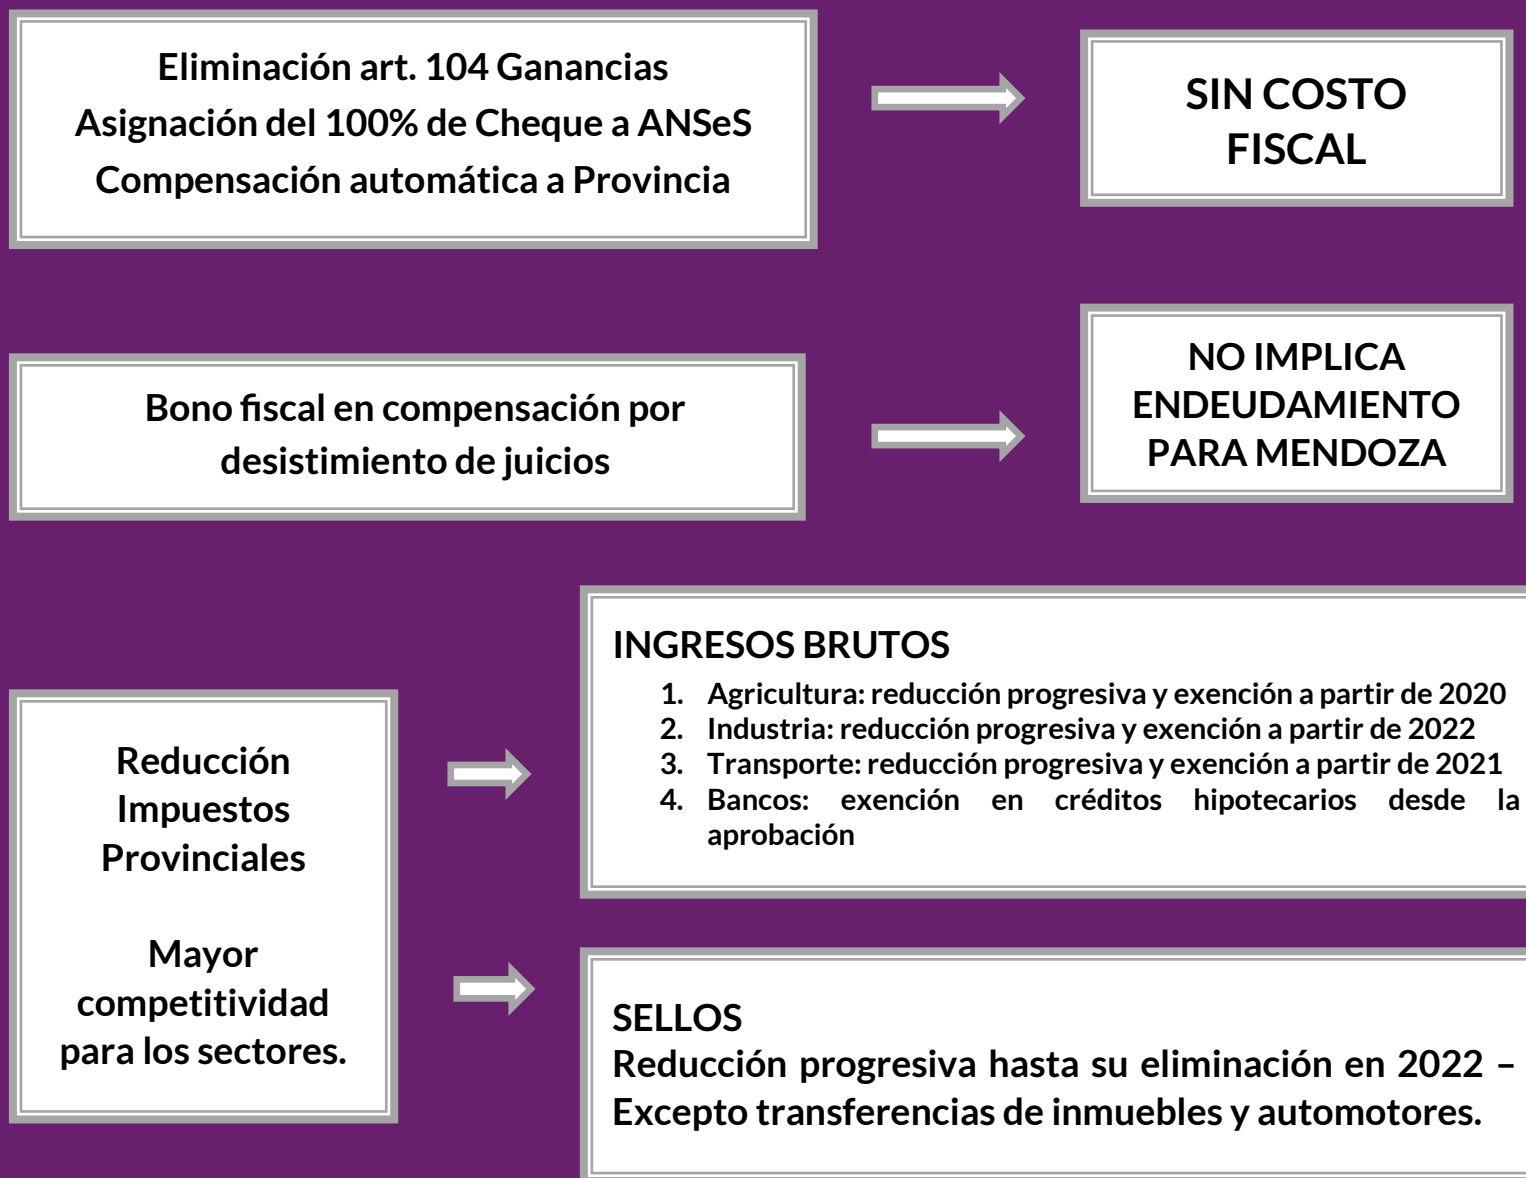 Eliminación art. 104 Ganancias
Asignación del 100% de Cheque a ANSeS
Compensación automática a Provincia
SIN COSTO
FISCAL
Bono fiscal en compensación por
desistimiento de juicios
NO IMPLICA
ENDEUDAMIENTO
PARA MENDOZA
Reducción
Impuestos
Provinciales
Mayor
competitividad
para los sectores.
INGRESOS BRUTOS
1. Agricultura: reducción progresiva y exención a partir de 2020
2. Industria: reducción progresiva y exención a partir de 2022
3. Transporte: reducción progresiva y exención a partir de 2021
4. Bancos: exención en créditos hipotecarios desde la
aprobación
SELLOS
Reducción progresiva hasta su eliminación en 2022 –
Excepto transferencias de inmuebles y automotores.